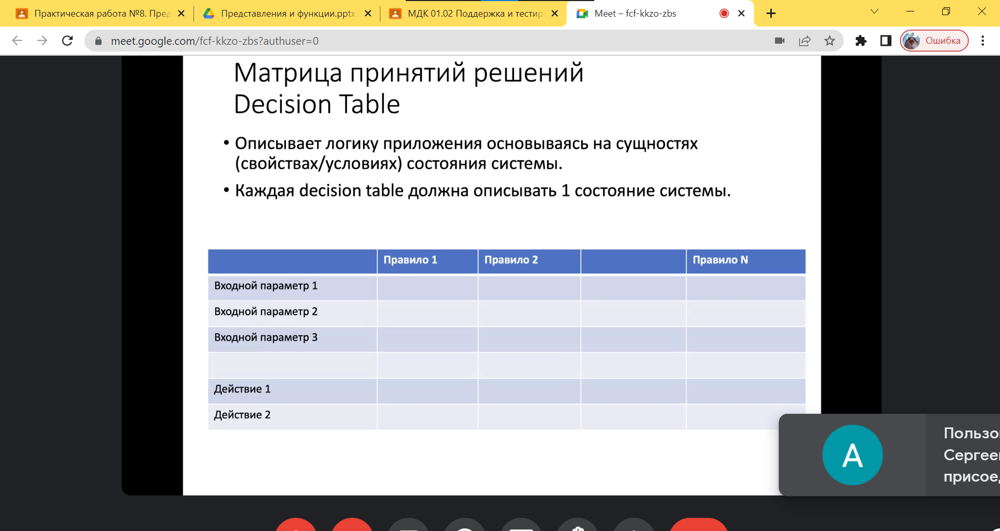 Практическая работа №8. Пред
Представления и функции.pptx
МДК 01.02 Поддержка и тестир
Meet – fcf-kkzo-zbs
meet.google.com/fcf-kkzo-zbs?authuser=0
Ошибка
Матрица принятий решений
Decision Table
• Описывает логику приложения основываясь на сущностях
(свойствах/условиях) состояния системы.
• Каждая decision table должна описывать 1 состояние системы.
Правило 1 Правило 2 Правило N
Входной параметр 1
Входной параметр 2
Входной параметр 3
Действие 1
Действие 2
А
Пользо
Сергее
присое